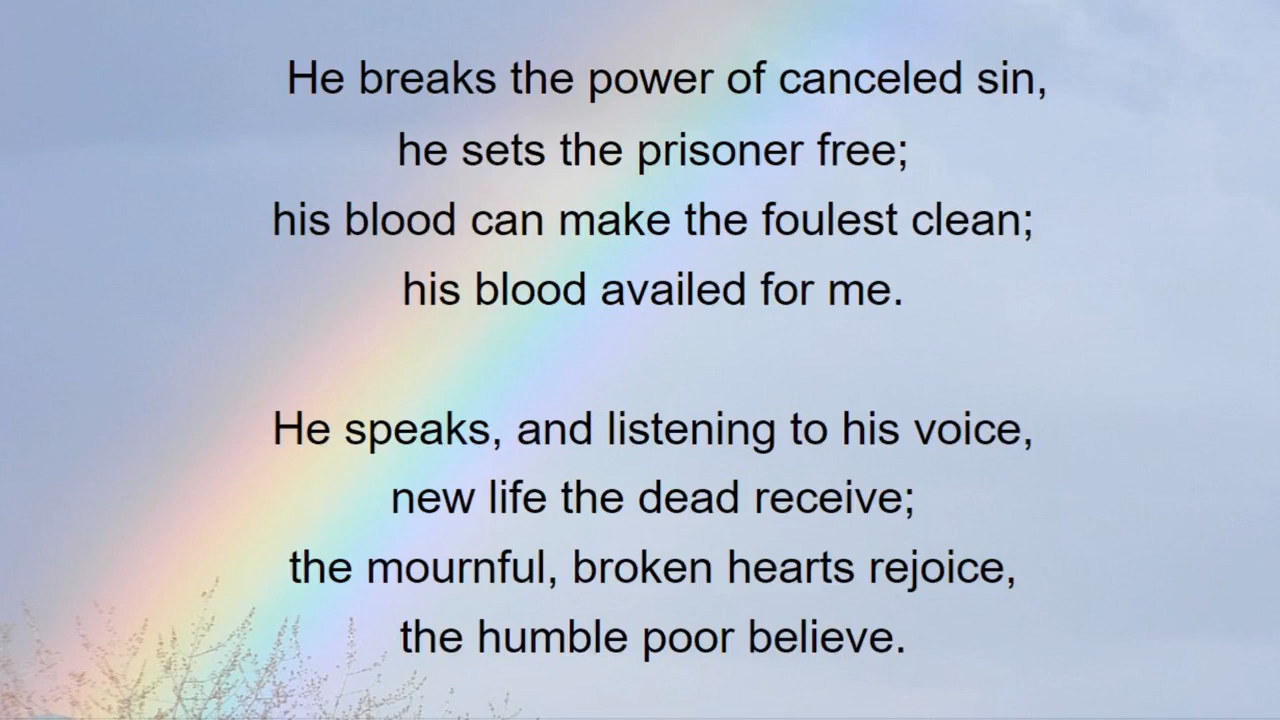 He breaks the power of canceled sin,
he sets the prisoner free;
his blood can make the foulest clean;
his blood availed for me.
He speaks, and listening to his voice,
new life the dead receive;
the mournful, broken hearts rejoice,
the humble poor believe.